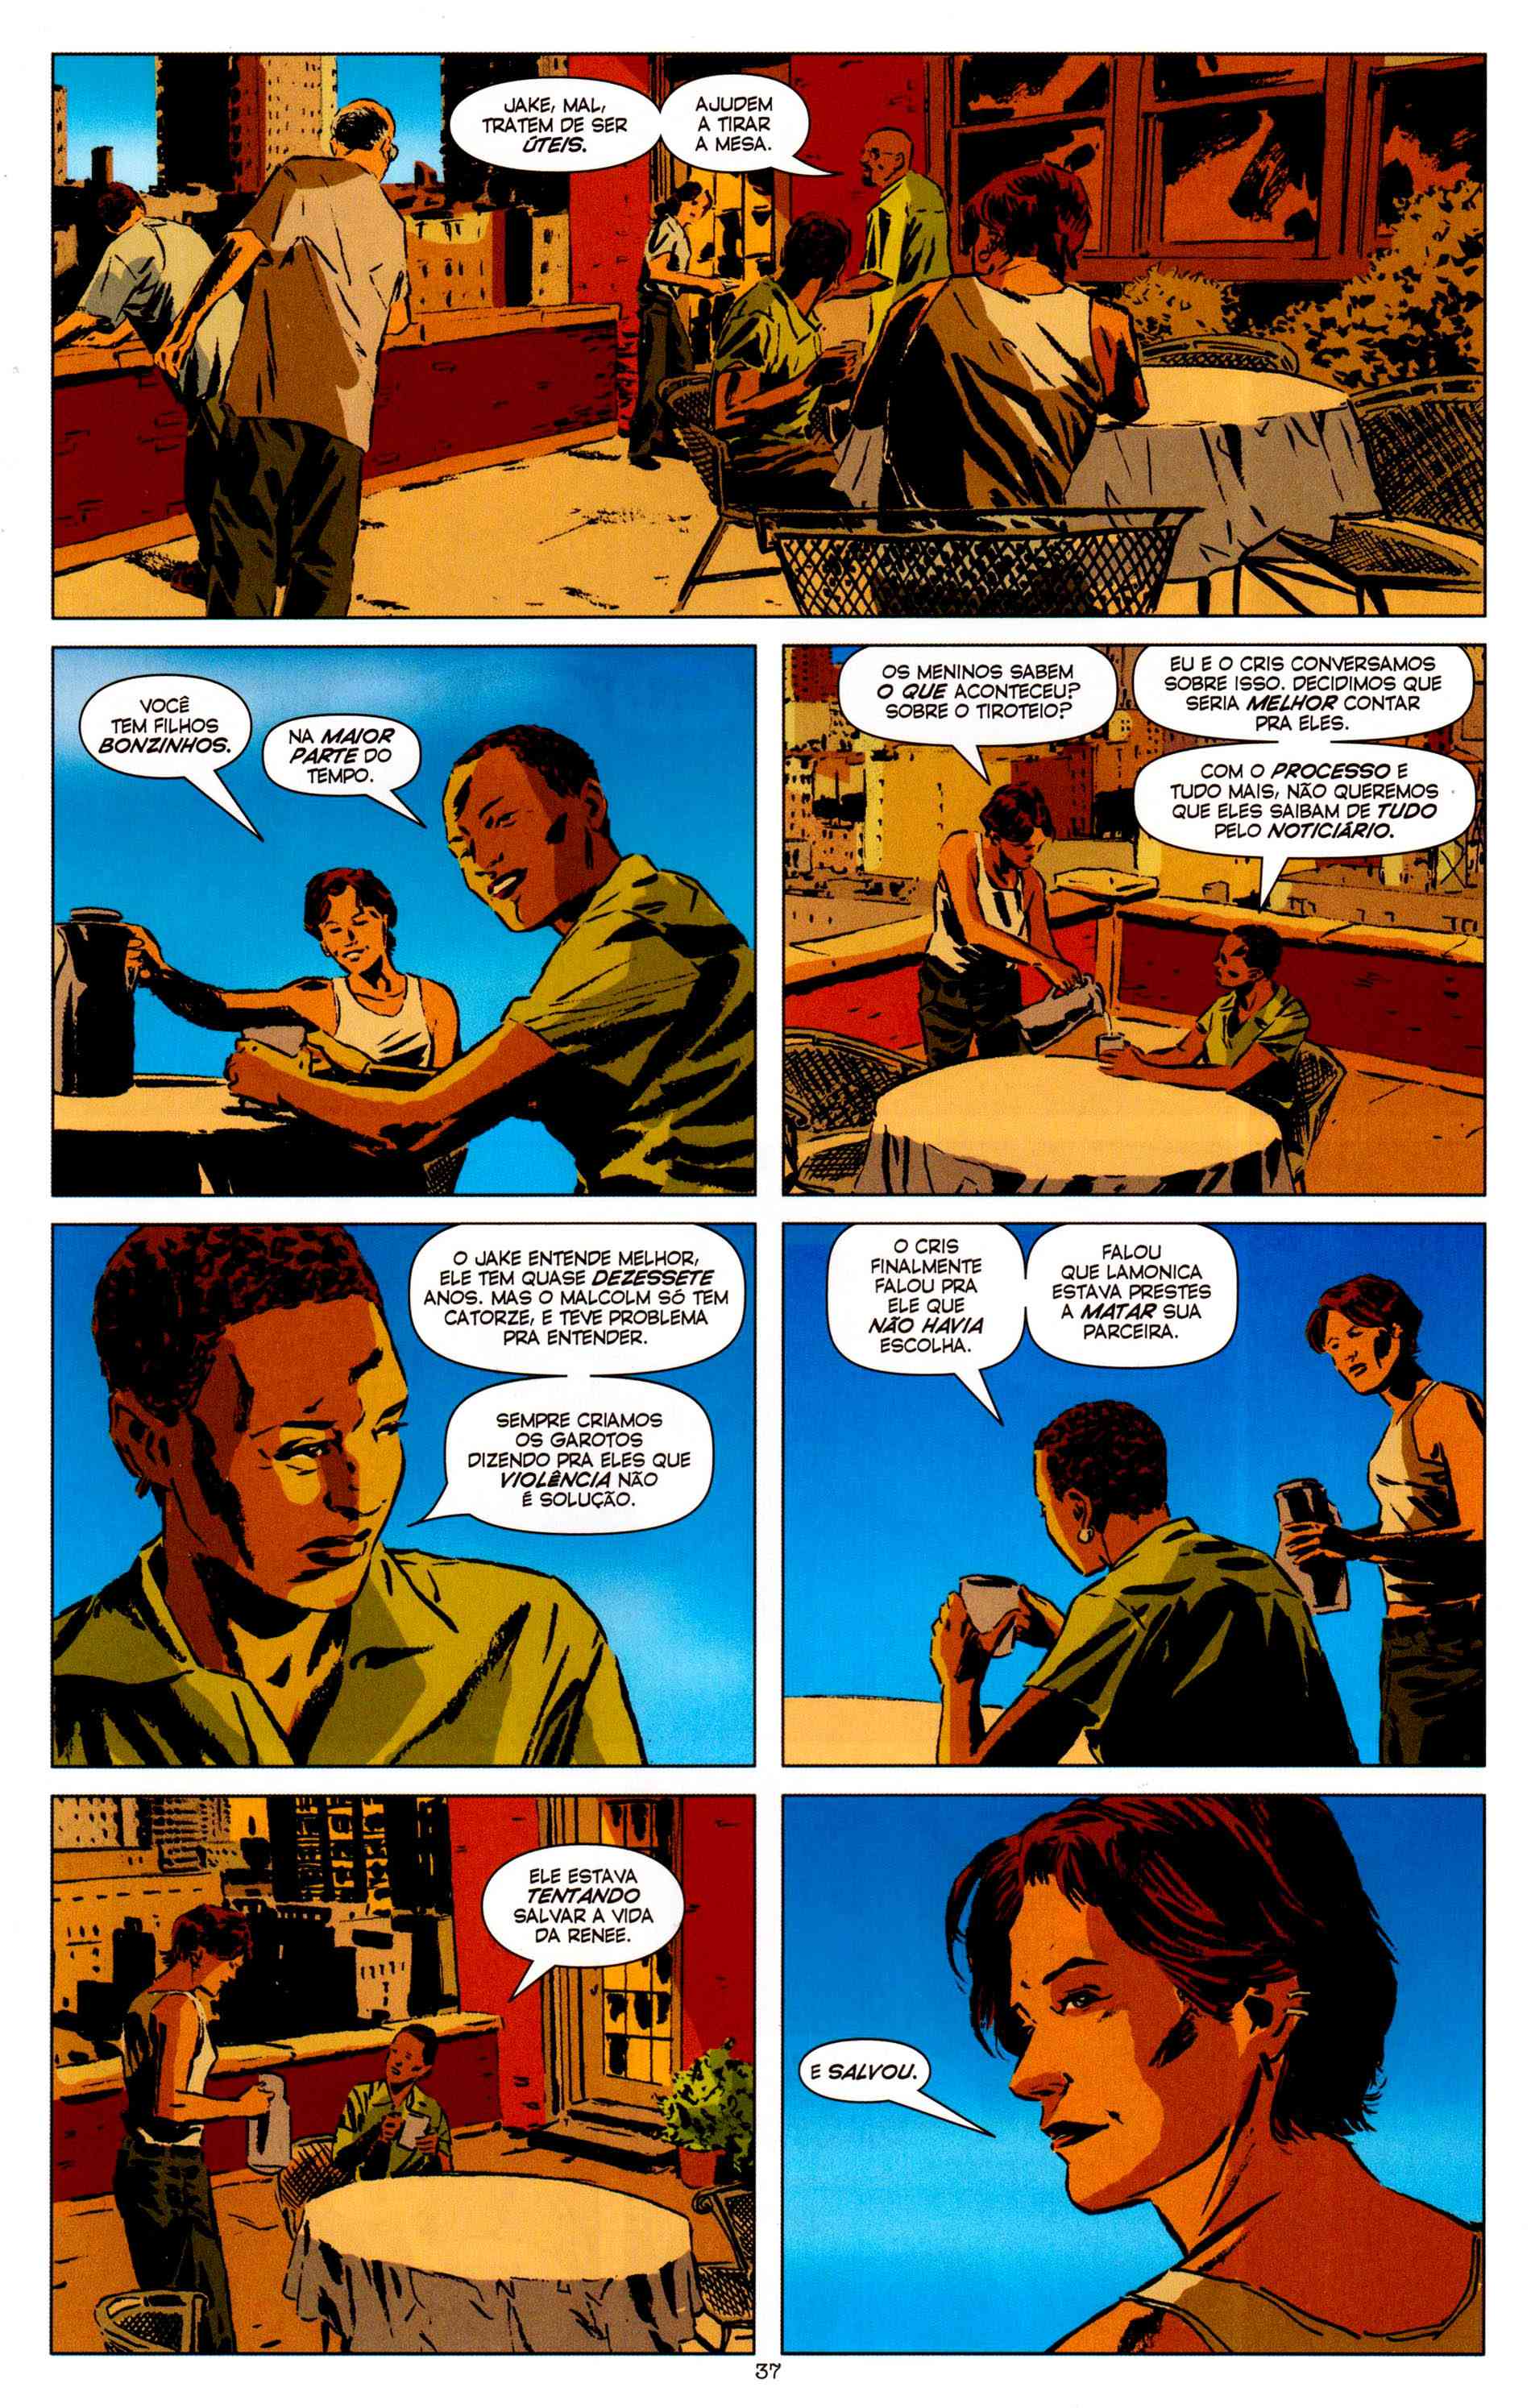 JAKE, MAL,
TRATEM DE SER
ÚTEIS.
AJUDEM
A TIRAR
A MESA.
VOCÊ
TEM FILHOS
BONZINHOS.
NA MAIOR
PARTE DO
TEMPO.
OS MENINOS SABEM
O QUE ACONTECEU?
SOBRE O TIROTEIO?
EU E O CRIS CONVERSAMOS
SOBRE ISSO. DECIDIMOS QUE
SERIA MELHOR CONTAR
PRA ELES.
COM O PROCESSO E
TUDO MAIS, NÃO QUEREMOS
QUE ELES SAIBAM DE TUDO
PELO NOTICIÁRIO.
O JAKE ENTENDE MELHOR,
ELE TEM QUASE DEZESSETE
ANOS. MAS O MALCOLM SÓ TEM
CATORZE, E TEVE PROBLEMA
PRA ENTENDER.
SEMPRE CRIAMOS
OS GAROTOS
DIZENDO PRA ELES QUE
VIOLÊNCIA NÃO
É SOLUÇÃO.
O CRIS
FINALMENTE
FALOU PRA
ELE QUE
NÃO HAVIA
ESCOLHA.
FALOU
QUE LAMONICA
ESTAVA PRESTES
A MATAR SUA
PARCEIRA.
ELE ESTAVA
TENTANDO
SALVAR A VIDA
DA RENEE.
E SALVOU.
37